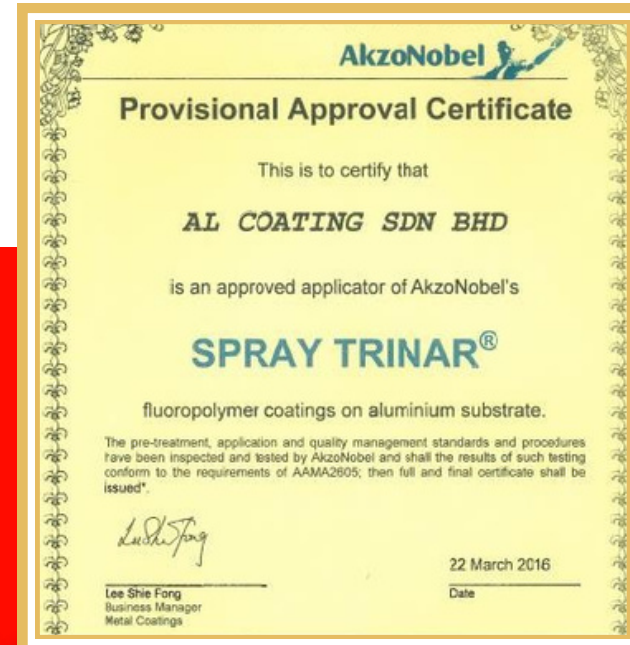 AkzoNobel
Provisional Approval Certificate
This is to certify that
AL COATING SDN BHD
is an approved applicator of AkzoNobel's
SPRAY TRINAR®
fluoropolymer coatings on aluminium substrate.
The pre-treatment, application and quality management standards and procedures
have been inspected and tested by AkzoNobel and shall the results of such testing
conform to the requirements of AAMA2605; then full and final certificate shall be
issued*.
Lee Shie Fong
22 March 2016
Lee Shie Fong
Date
Business Manager
Metal Coatings